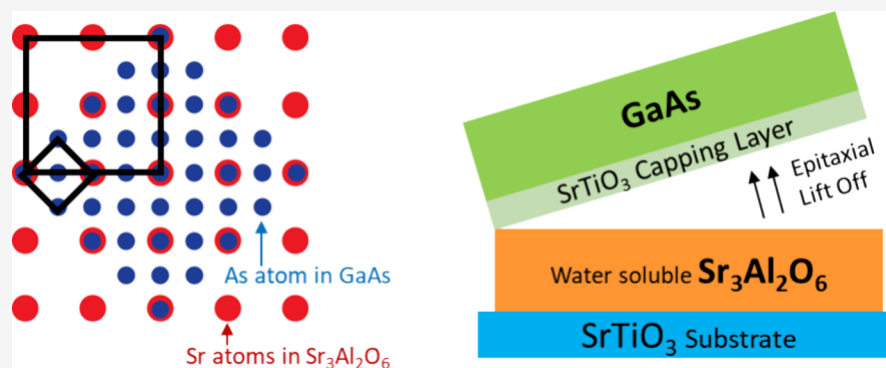 As atom in GaAs
Sr atoms in Sr₃Al₂O₆
GaAs
SrTiO₃ Capping Layer
Epitaxial
Lift Off
Water soluble Sr₃Al₂O₆
SrTiO₃ Substrate